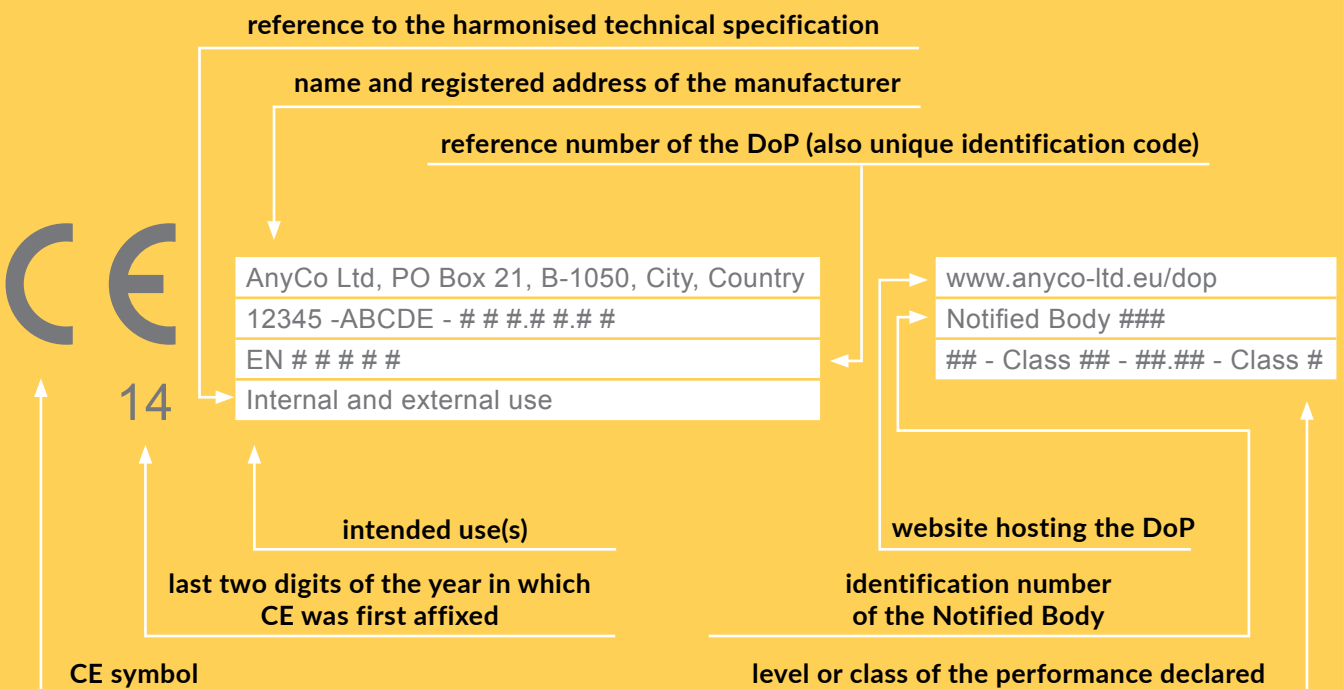 reference to the harmonised technical specification
name and registered address of the manufacturer
reference number of the DoP (also unique identification code)
CE
14
AnyCo Ltd, PO Box 21, B-1050, City, Country
12345 -ABCDE - # # #.# #.# #
EN # # # # #
Internal and external use
www.anyco-ltd.eu/dop
Notified Body ###
## - Class ## - ##.## - Class #
intended use(s)
website hosting the DoP
last two digits of the year in which
CE was first affixed
identification number
of the Notified Body
CE symbol
level or class of the performance declared